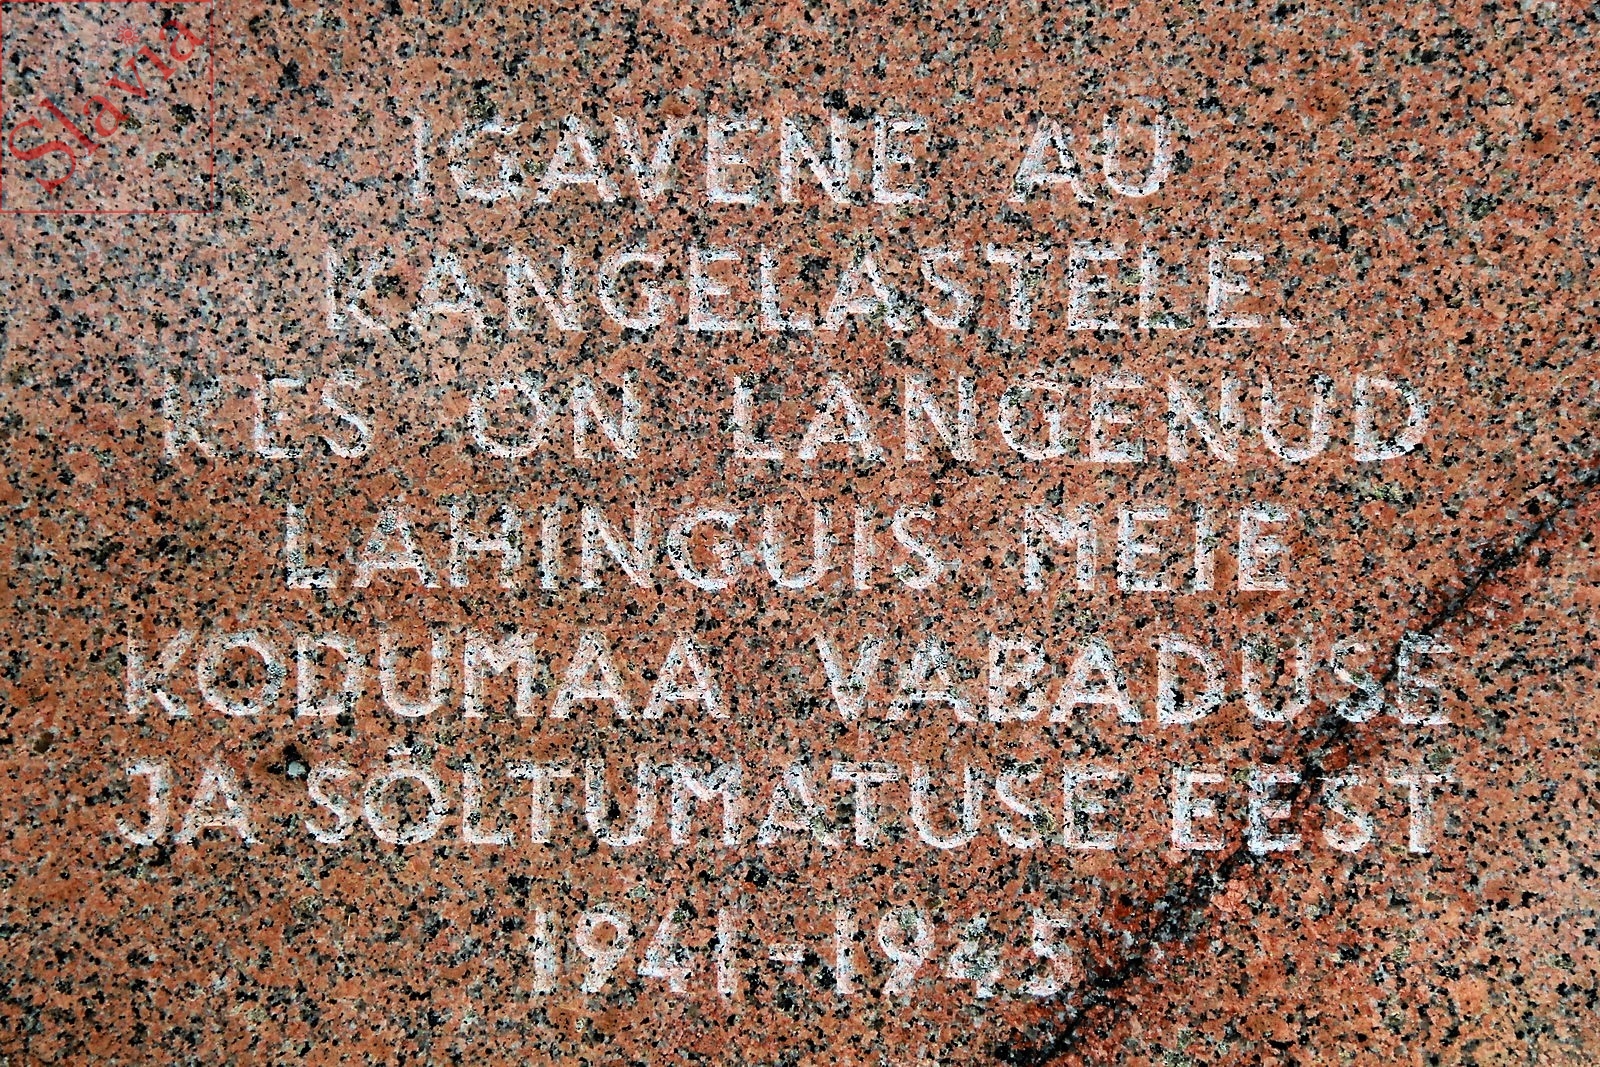 Slavia
IGAVENE AU
KANGELASTELE,
KES ON LANGENUD
LAHINGUIS MEIE
KODUMAA VABADUSE
JA SÕLTUMATUSE EEST
1941-1945